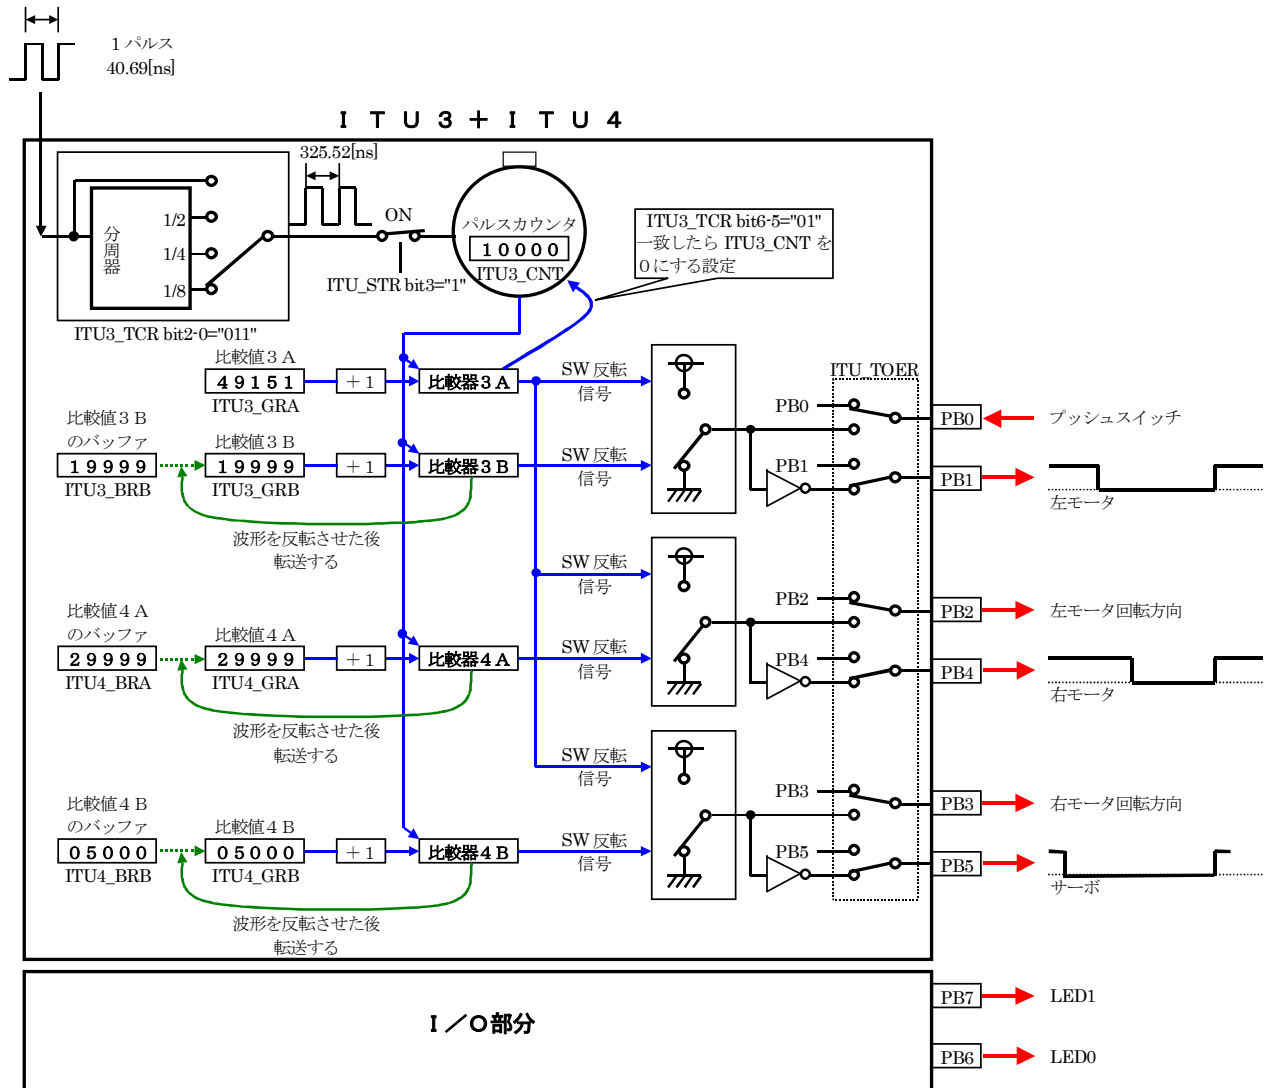 1 パルス
40.69[ns]
ＩＴＵ３＋ＩＴＵ４
325.52[ns]
分周器
1/2
1/4
1/8
ITU3_TCR bit2-0="011"
ON
ITU_STR bit3="1"
パルスカウンタ
10000
ITU3_CNT
ITU3_TCR bit6-5="01"
一致したら ITU3_CNT を
０にする設定
比較値３Ａ
49151
ITU3_GRA
＋1
比較器３Ａ
SW 反転
信号
比較値３Ｂ
のバッファ
19999
ITU3_BRB
比較値３Ｂ
19999
ITU3_GRB
＋1
比較器３Ｂ
SW 反転
信号
波形を反転させた後
転送する
ITU_TOER
PB0
PB0
プッシュスイッチ
PB1
PB1
左モータ
SW 反転
信号
比較値４Ａ
のバッファ
29999
ITU4_BRA
比較値４Ａ
29999
ITU4_GRA
＋1
比較器４Ａ
SW 反転
信号
波形を反転させた後
転送する
PB2
PB2
左モータ回転方向
PB4
PB4
右モータ
SW 反転
信号
比較値４Ｂ
のバッファ
05000
ITU4_BRB
比較値４Ｂ
05000
ITU4_GRB
＋1
比較器４Ｂ
SW 反転
信号
波形を反転させた後
転送する
PB3
PB3
右モータ回転方向
PB5
PB5
サーボ
Ｉ／Ｏ部分
PB7
LED1
PB6
LED0